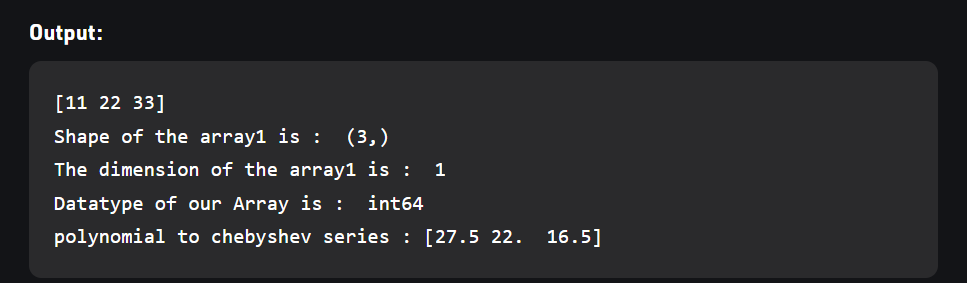 Output:
[11 22 33]
Shape of the array1 is :  (3,)
The dimension of the array1 is :  1
Datatype of our Array is :  int64
polynomial to chebyshev series : [27.5 22.  16.5]